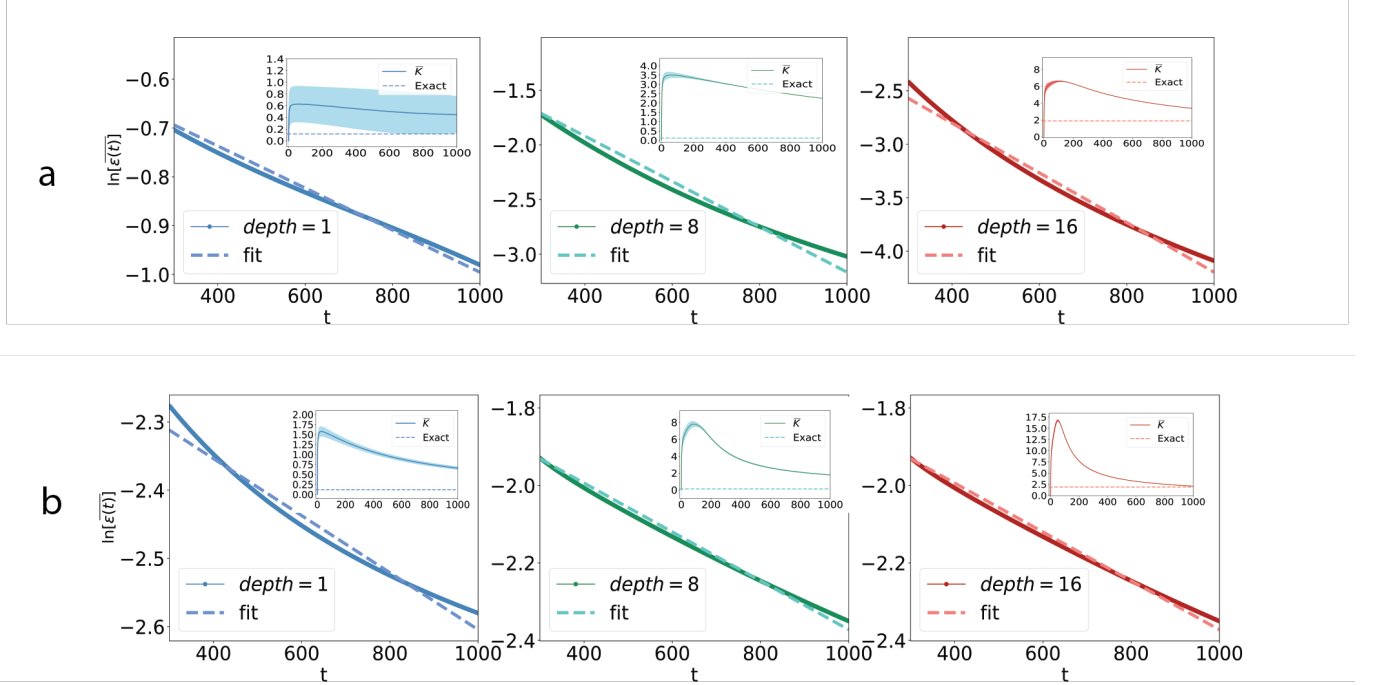 a
ln[ε(t)]
−0.6
−0.7
−0.8
−0.9
−1.0
400 600 800 1000
t
depth = 1
fit
1.4
1.2
1.0
0.8
0.6
0.4
0.2
0.0
0 200 400 600 800 1000
K̅
Exact
−1.5
−2.0
−2.5
−3.0
400 600 800 1000
t
depth = 8
fit
4.0
3.5
3.0
2.5
2.0
1.5
1.0
0.5
0.0
0 200 400 600 800 1000
K̅
Exact
−2.5
−3.0
−3.5
−4.0
400 600 800 1000
t
depth = 16
fit
8
6
4
2
0
0 200 400 600 800 1000
K̅
Exact
b
ln[ε(t)]
−2.3
−2.4
−2.5
−2.6
400 600 800 1000
t
depth = 1
fit
2.00
1.75
1.50
1.25
1.00
0.75
0.50
0.25
0.00
0 200 400 600 800 1000
K̅
Exact
−1.8
−2.0
−2.2
−2.4
400 600 800 1000
t
depth = 8
fit
8
6
4
2
0
0 200 400 600 800 1000
K̅
Exact
−1.8
−2.0
−2.2
−2.4
400 600 800 1000
t
depth = 16
fit
17.5
15.0
12.5
10.0
7.5
5.0
2.5
0.0
0 200 400 600 800 1000
K̅
Exact